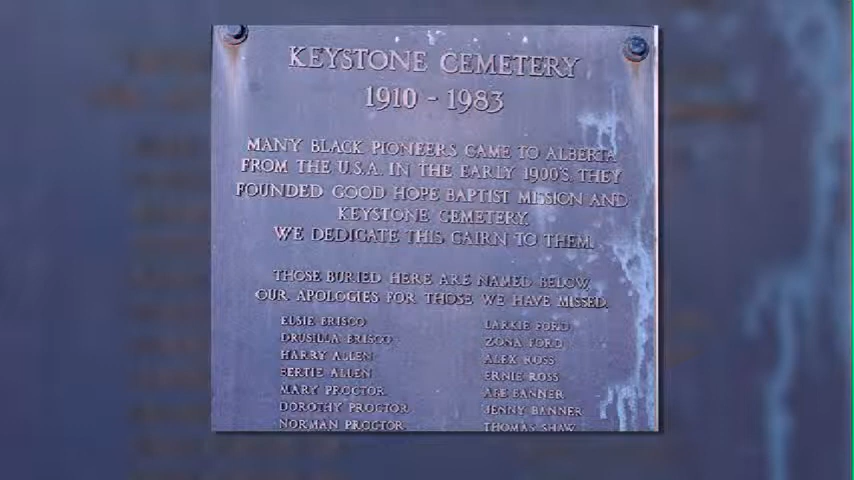 KEYSTONE CEMETERY
1910 - 1983
MANY BLACK PIONEERS CAME TO ALBERTA
FROM THE U.S.A. IN THE EARLY 1900'S. THEY
FOUNDED GOOD HOPE BAPTIST MISSION AND
KEYSTONE CEMETERY.
WE DEDICATE THIS CAIRN TO THEM.
THOSE BURIED HERE ARE NAMED BELOW
OUR APOLOGIES FOR THOSE WE HAVE MISSED.
ELSIE BRISCO
DRUSILLA BRISCO
HARRY ALLEN
BERTIE ALLEN
MARY PROCTOR
DOROTHY PROCTOR
NORMAN PROCTOR
LARKIE FORD
ZONA FORD
ALEX ROSS
ERNIE ROSS
ABE BANNER
JENNY BANNER
THOMAS SHAW